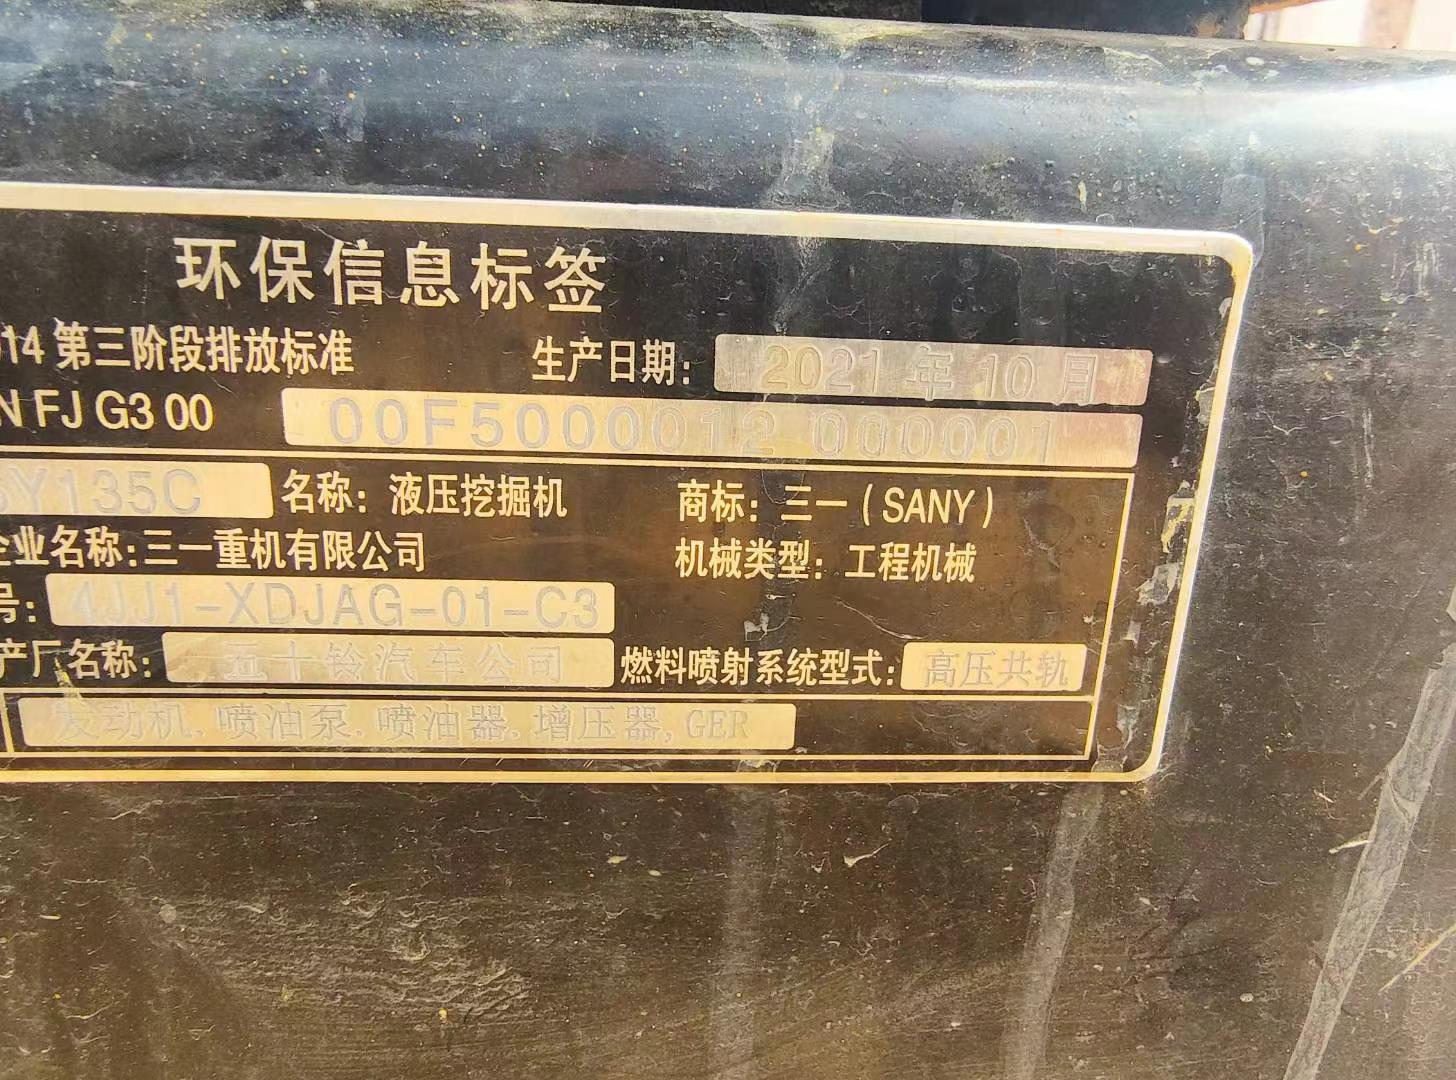 环保信息标签
014 第三阶段排放标准 生产日期: 2021 年 10 月
N FJ G3 00 00F5000012 000001
SY135C 名称: 液压挖掘机 商标: 三一 (SANY)
企业名称:三一重机有限公司 机械类型: 工程机械
号: 4JJ1-XDJAG-01-C3
产厂名称: 五十铃汽车公司 燃料喷射系统型式: 高压共轨
发动机.喷油泵.喷油器.增压器,GER